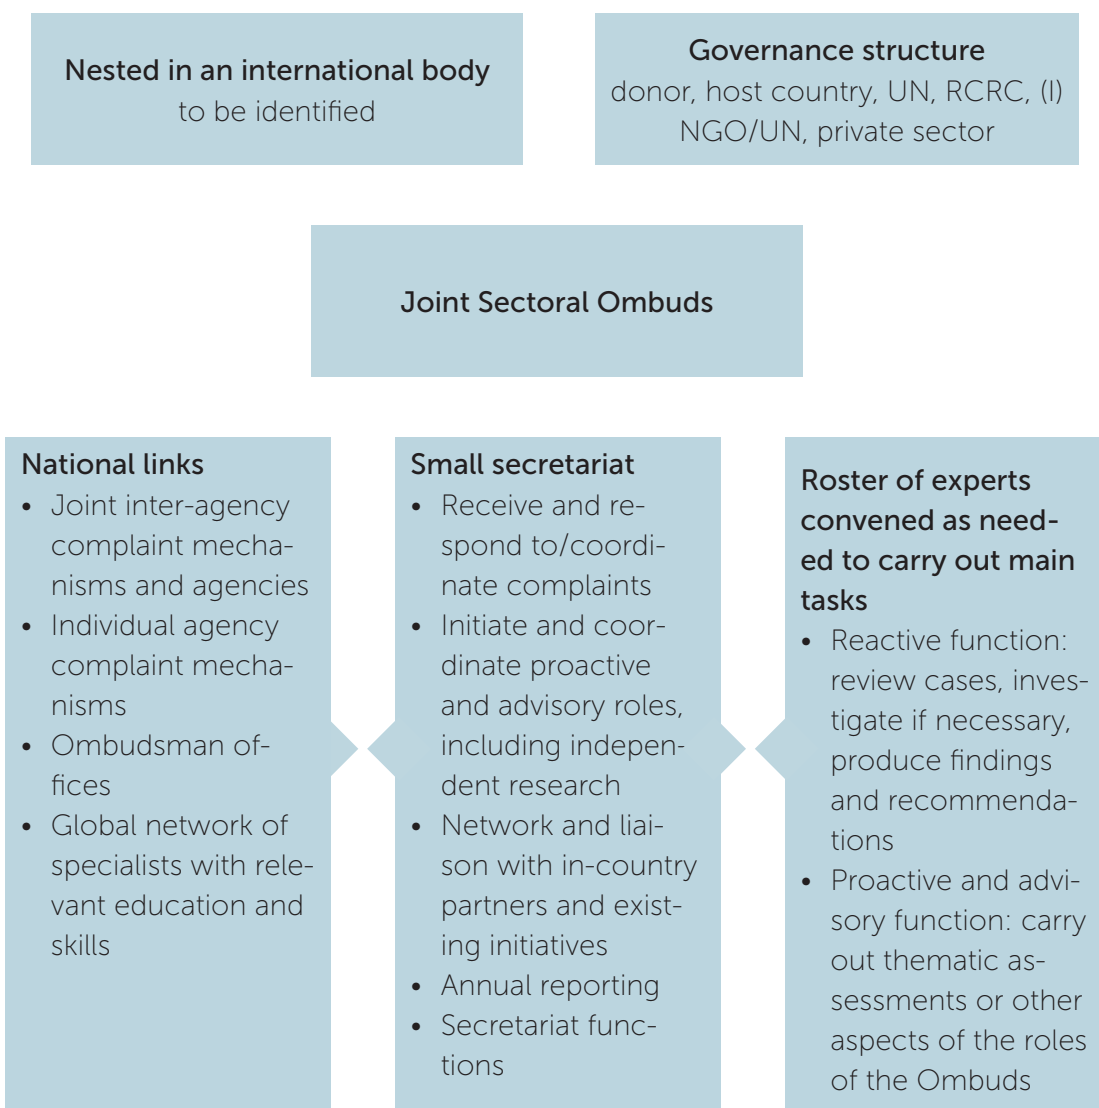 Nested in an international body
to be identified
Governance structure
donor, host country, UN, RCRC, (I)
NGO/UN, private sector
Joint Sectoral Ombuds
National links
• Joint inter-agency
complaint mecha-
nisms and agencies
• Individual agency
complaint mecha-
nisms
• Ombudsman of-
fices
• Global network of
specialists with rele-
vant education and
skills
Small secretariat
• Receive and re-
spond to/coordi-
nate complaints
• Initiate and coor-
dinate proactive
and advisory roles,
including indepen-
dent research
• Network and liai-
son with in-country
partners and exist-
ing initiatives
• Annual reporting
• Secretariat func-
tions
Roster of experts
convened as need-
ed to carry out main
tasks
• Reactive function:
review cases, inves-
tigate if necessary,
produce findings
and recommenda-
tions
• Proactive and advi-
sory function: carry
out thematic as-
sessments or other
aspects of the roles
of the Ombuds